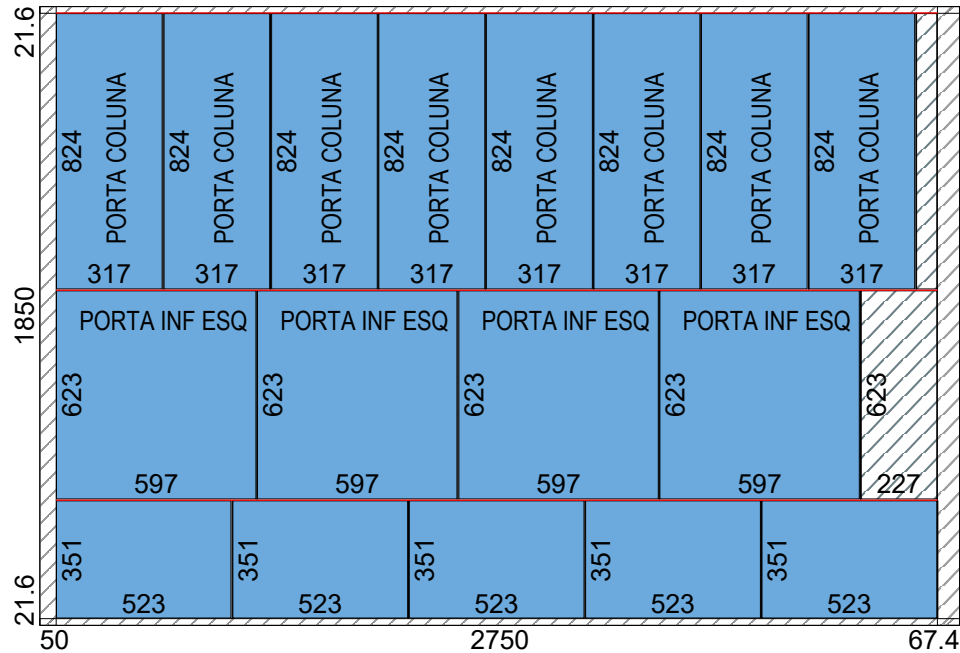 21.6
824 PORTA COLUNA 824 PORTA COLUNA 824 PORTA COLUNA 824 PORTA COLUNA 824 PORTA COLUNA 824 PORTA COLUNA 824 PORTA COLUNA 824 PORTA COLUNA
317 317 317 317 317 317 317 317
1850
PORTA INF ESQ PORTA INF ESQ PORTA INF ESQ PORTA INF ESQ
623 623 623 623 623
597 597 597 597 227
351 351 351 351 351
523 523 523 523 523
21.6
50 2750 67.4